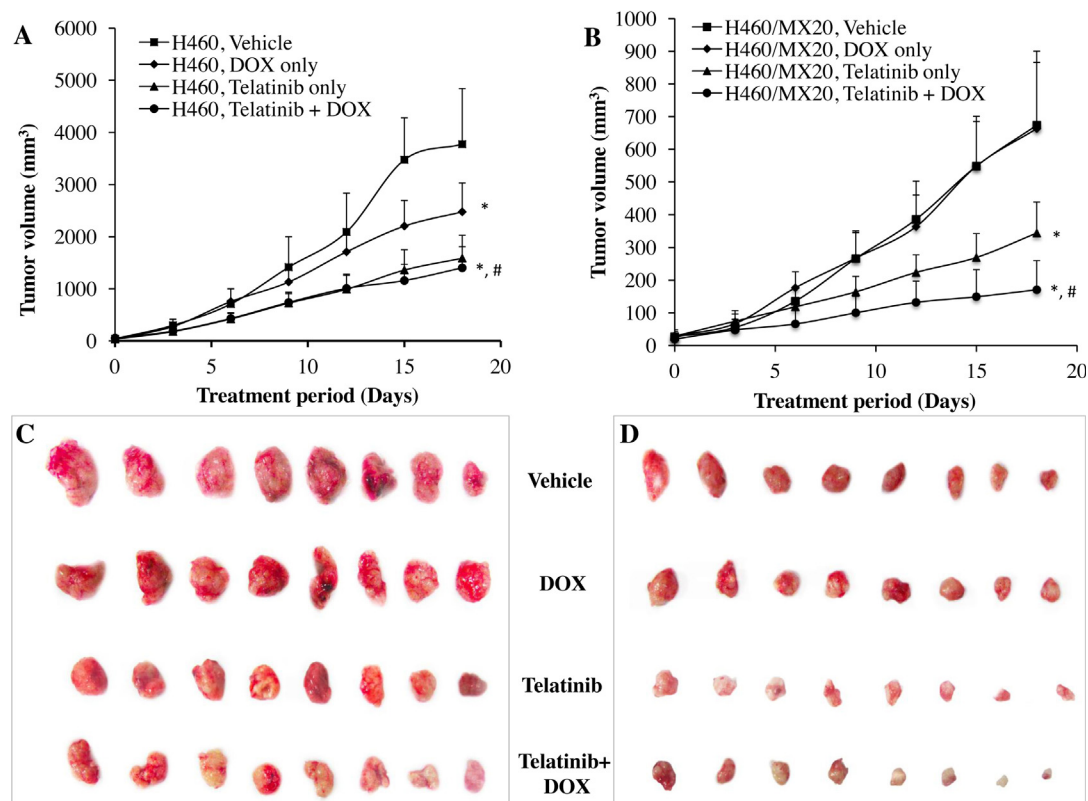 A
Tumor volume (mm³)
6000
5000
4000
3000
2000
1000
0
H460, Vehicle
H460, DOX only
H460, Telatinib only
H460, Telatinib + DOX
*
*, #
0 5 10 15 20
Treatment period (Days)
B
Tumor volume (mm³)
1000
900
800
700
600
500
400
300
200
100
0
H460/MX20, Vehicle
H460/MX20, DOX only
H460/MX20, Telatinib only
H460/MX20, Telatinib + DOX
*
*, #
0 5 10 15 20
Treatment period (Days)
C
D
Vehicle
DOX
Telatinib
Telatinib+
DOX